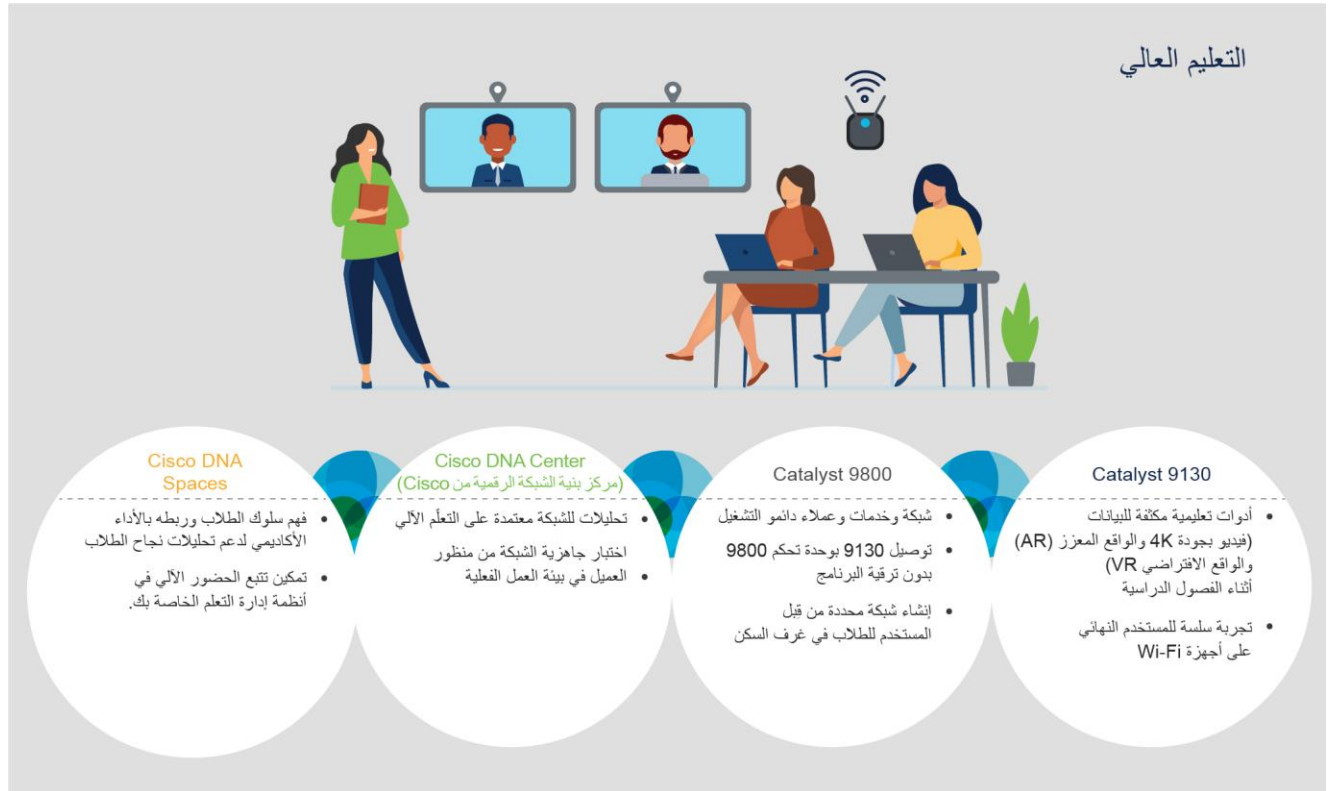 التعليم العالي
Catalyst 9130
أدوات تعليمية مكثفة للبيانات
(فيديو بجودة 4K والواقع المعزز (AR)
والواقع الافتراضي VR)
أثناء الفصول الدراسية
تجربة سلسة للمستخدم النهائي
على أجهزة Wi-Fi
Catalyst 9800
شبكة وخدمات وعملاء دائمو التشغيل
توصيل 9130 بوحدة تحكم 9800
بدون ترقية البرنامج
إنشاء شبكة محددة من قِبل
المستخدم للطلاب في غرف السكن
Cisco DNA Center
(مركز بنية الشبكة الرقمية من Cisco)
تحليلات للشبكة معتمدة على التعلّم الآلي
اختبار جاهزية الشبكة من منظور
العميل في بيئة العمل الفعلية
Cisco DNA
Spaces
فهم سلوك الطلاب وربطه بالأداء
الأكاديمي لدعم تحليلات نجاح الطلاب
تمكين تتبع الحضور الآلي في
أنظمة إدارة التعلم الخاصة بك.